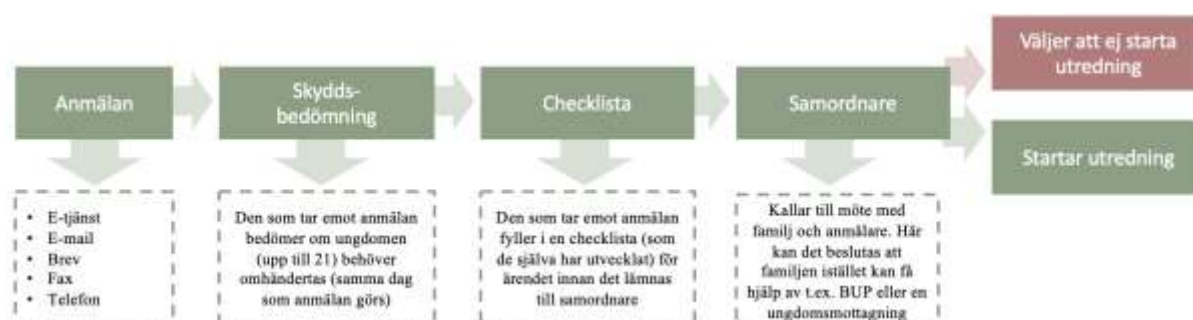 Anmälan
Skydds-
bedömning
Checklista
Samordnare
Väljer att ej starta
utredning
Startar utredning
• E-tjänst
• E-mail
• Brev
• Fax
• Telefon
Den som tar emot anmälan
bedömer om ungdomen
(upp till 21) behöver
omhändertas (samma dag
som anmälan görs)
Den som tar emot anmälan
fyller i en checklista (som
de själva har utvecklat) för
ärendet innan det lämnas
till samordnare
Kallar till möte med
familj och anmälare. Här
kan det beslutas att
familjen istället kan få
hjälp av t.ex. BUP eller en
ungdomsmottagning